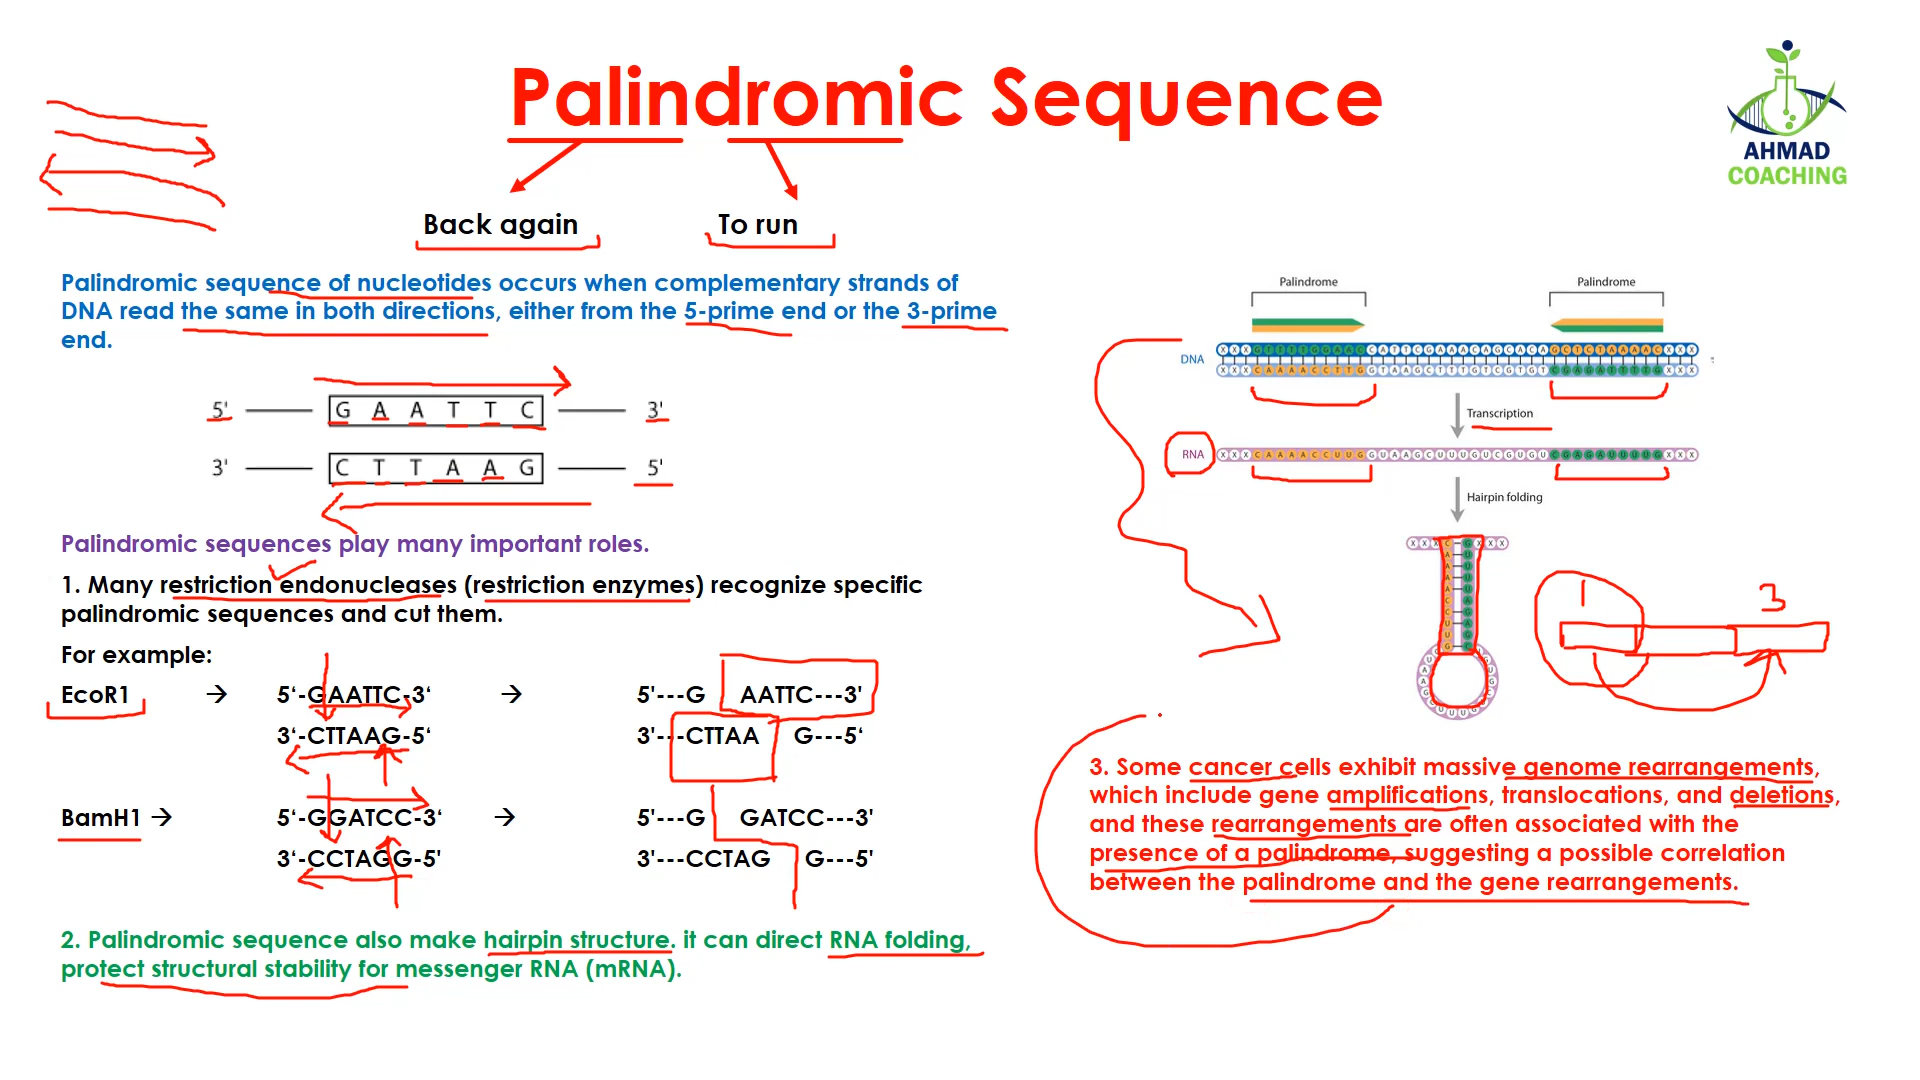 Palindromic Sequence
AHMAD
COACHING
Back again
To run
Palindromic sequence of nucleotides occurs when complementary strands of
DNA read the same in both directions, either from the 5-prime end or the 3-prime
end.
5' G A A T T C 3'
3' C T T A A G 5'
Palindromic sequences play many important roles.
1. Many restriction endonucleases (restriction enzymes) recognize specific
palindromic sequences and cut them.
For example:
EcoR1 → 5‘-GAATTC-3‘ → 5'---G AATTC---3'
3‘-CTTAAG-5‘ 3'---CTTAA G---5‘
BamH1 → 5‘-GGATCC-3‘ → 5'---G GATCC---3'
3‘-CCTAGG-5' 3'---CCTAG G---5'
2. Palindromic sequence also make hairpin structure. it can direct RNA folding,
protect structural stability for messenger RNA (mRNA).
Palindrome
Palindrome
DNA
Transcription
RNA
XXXCAAAACCUUGGUAAGCUUUGUCGUGUCGAGAUUUUGXXX
Hairpin folding
1
3
3. Some cancer cells exhibit massive genome rearrangements,
which include gene amplifications, translocations, and deletions,
and these rearrangements are often associated with the
presence of a palindrome, suggesting a possible correlation
between the palindrome and the gene rearrangements.